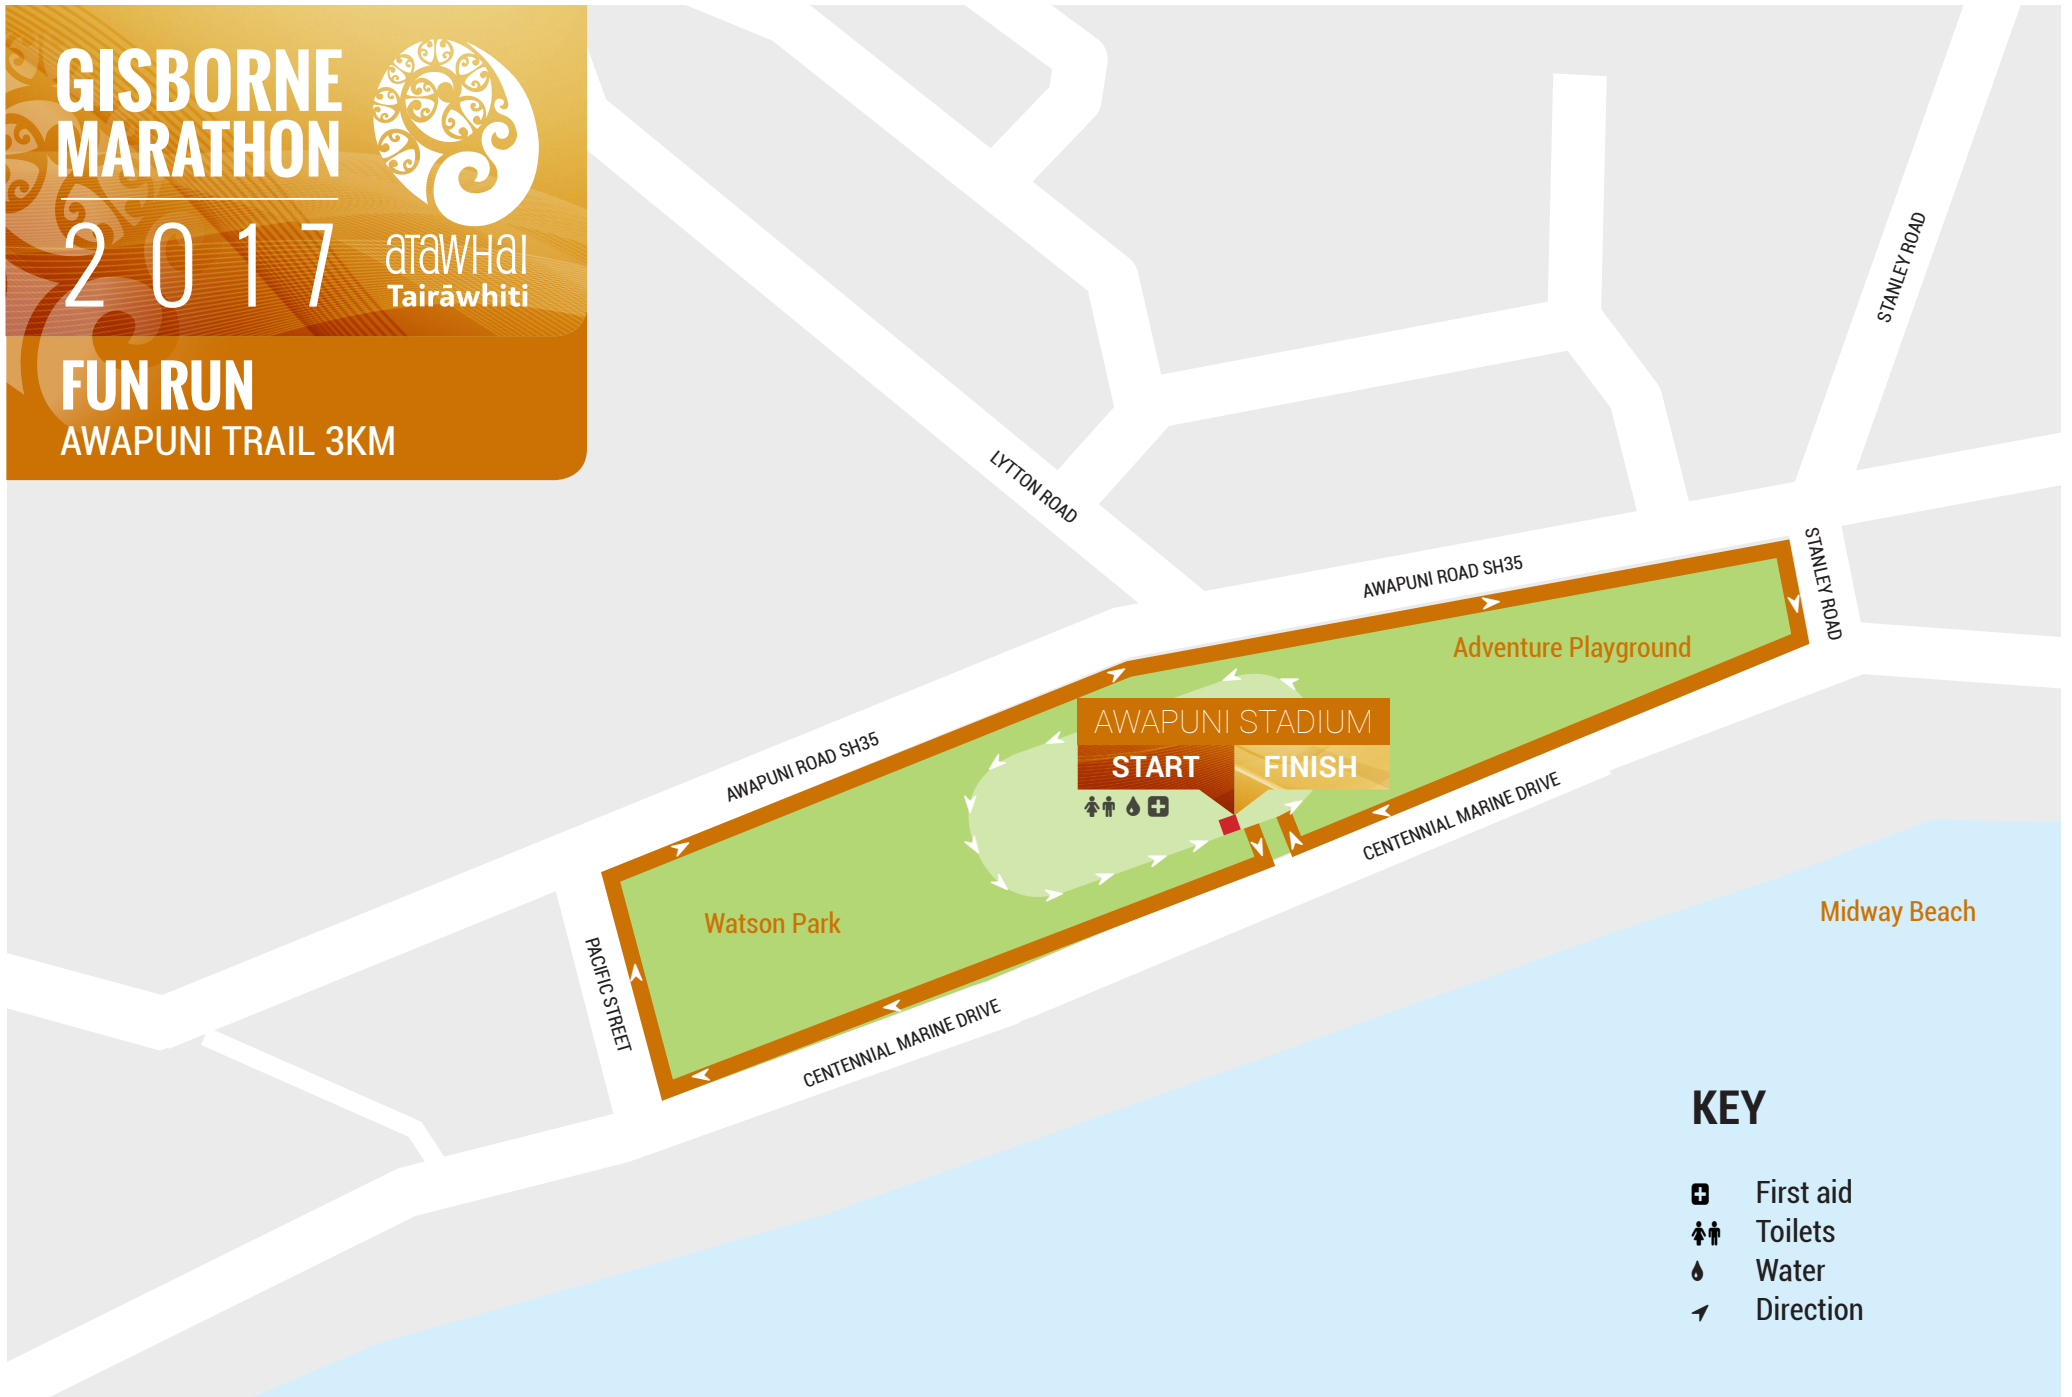 GISBORNE
MARATHON
2017
ATAWHAI
Tairāwhiti
FUN RUN
AWAPUNI TRAIL 3KM
STANLEY ROAD
LYTTON ROAD
AWAPUNI ROAD SH35
STANLEY ROAD
Adventure Playground
AWAPUNI STADIUM
START
FINISH
AWAPUNI ROAD SH35
CENTENNIAL MARINE DRIVE
Watson Park
Midway Beach
PACIFIC STREET
CENTENNIAL MARINE DRIVE
KEY
First aid
Toilets
Water
Direction